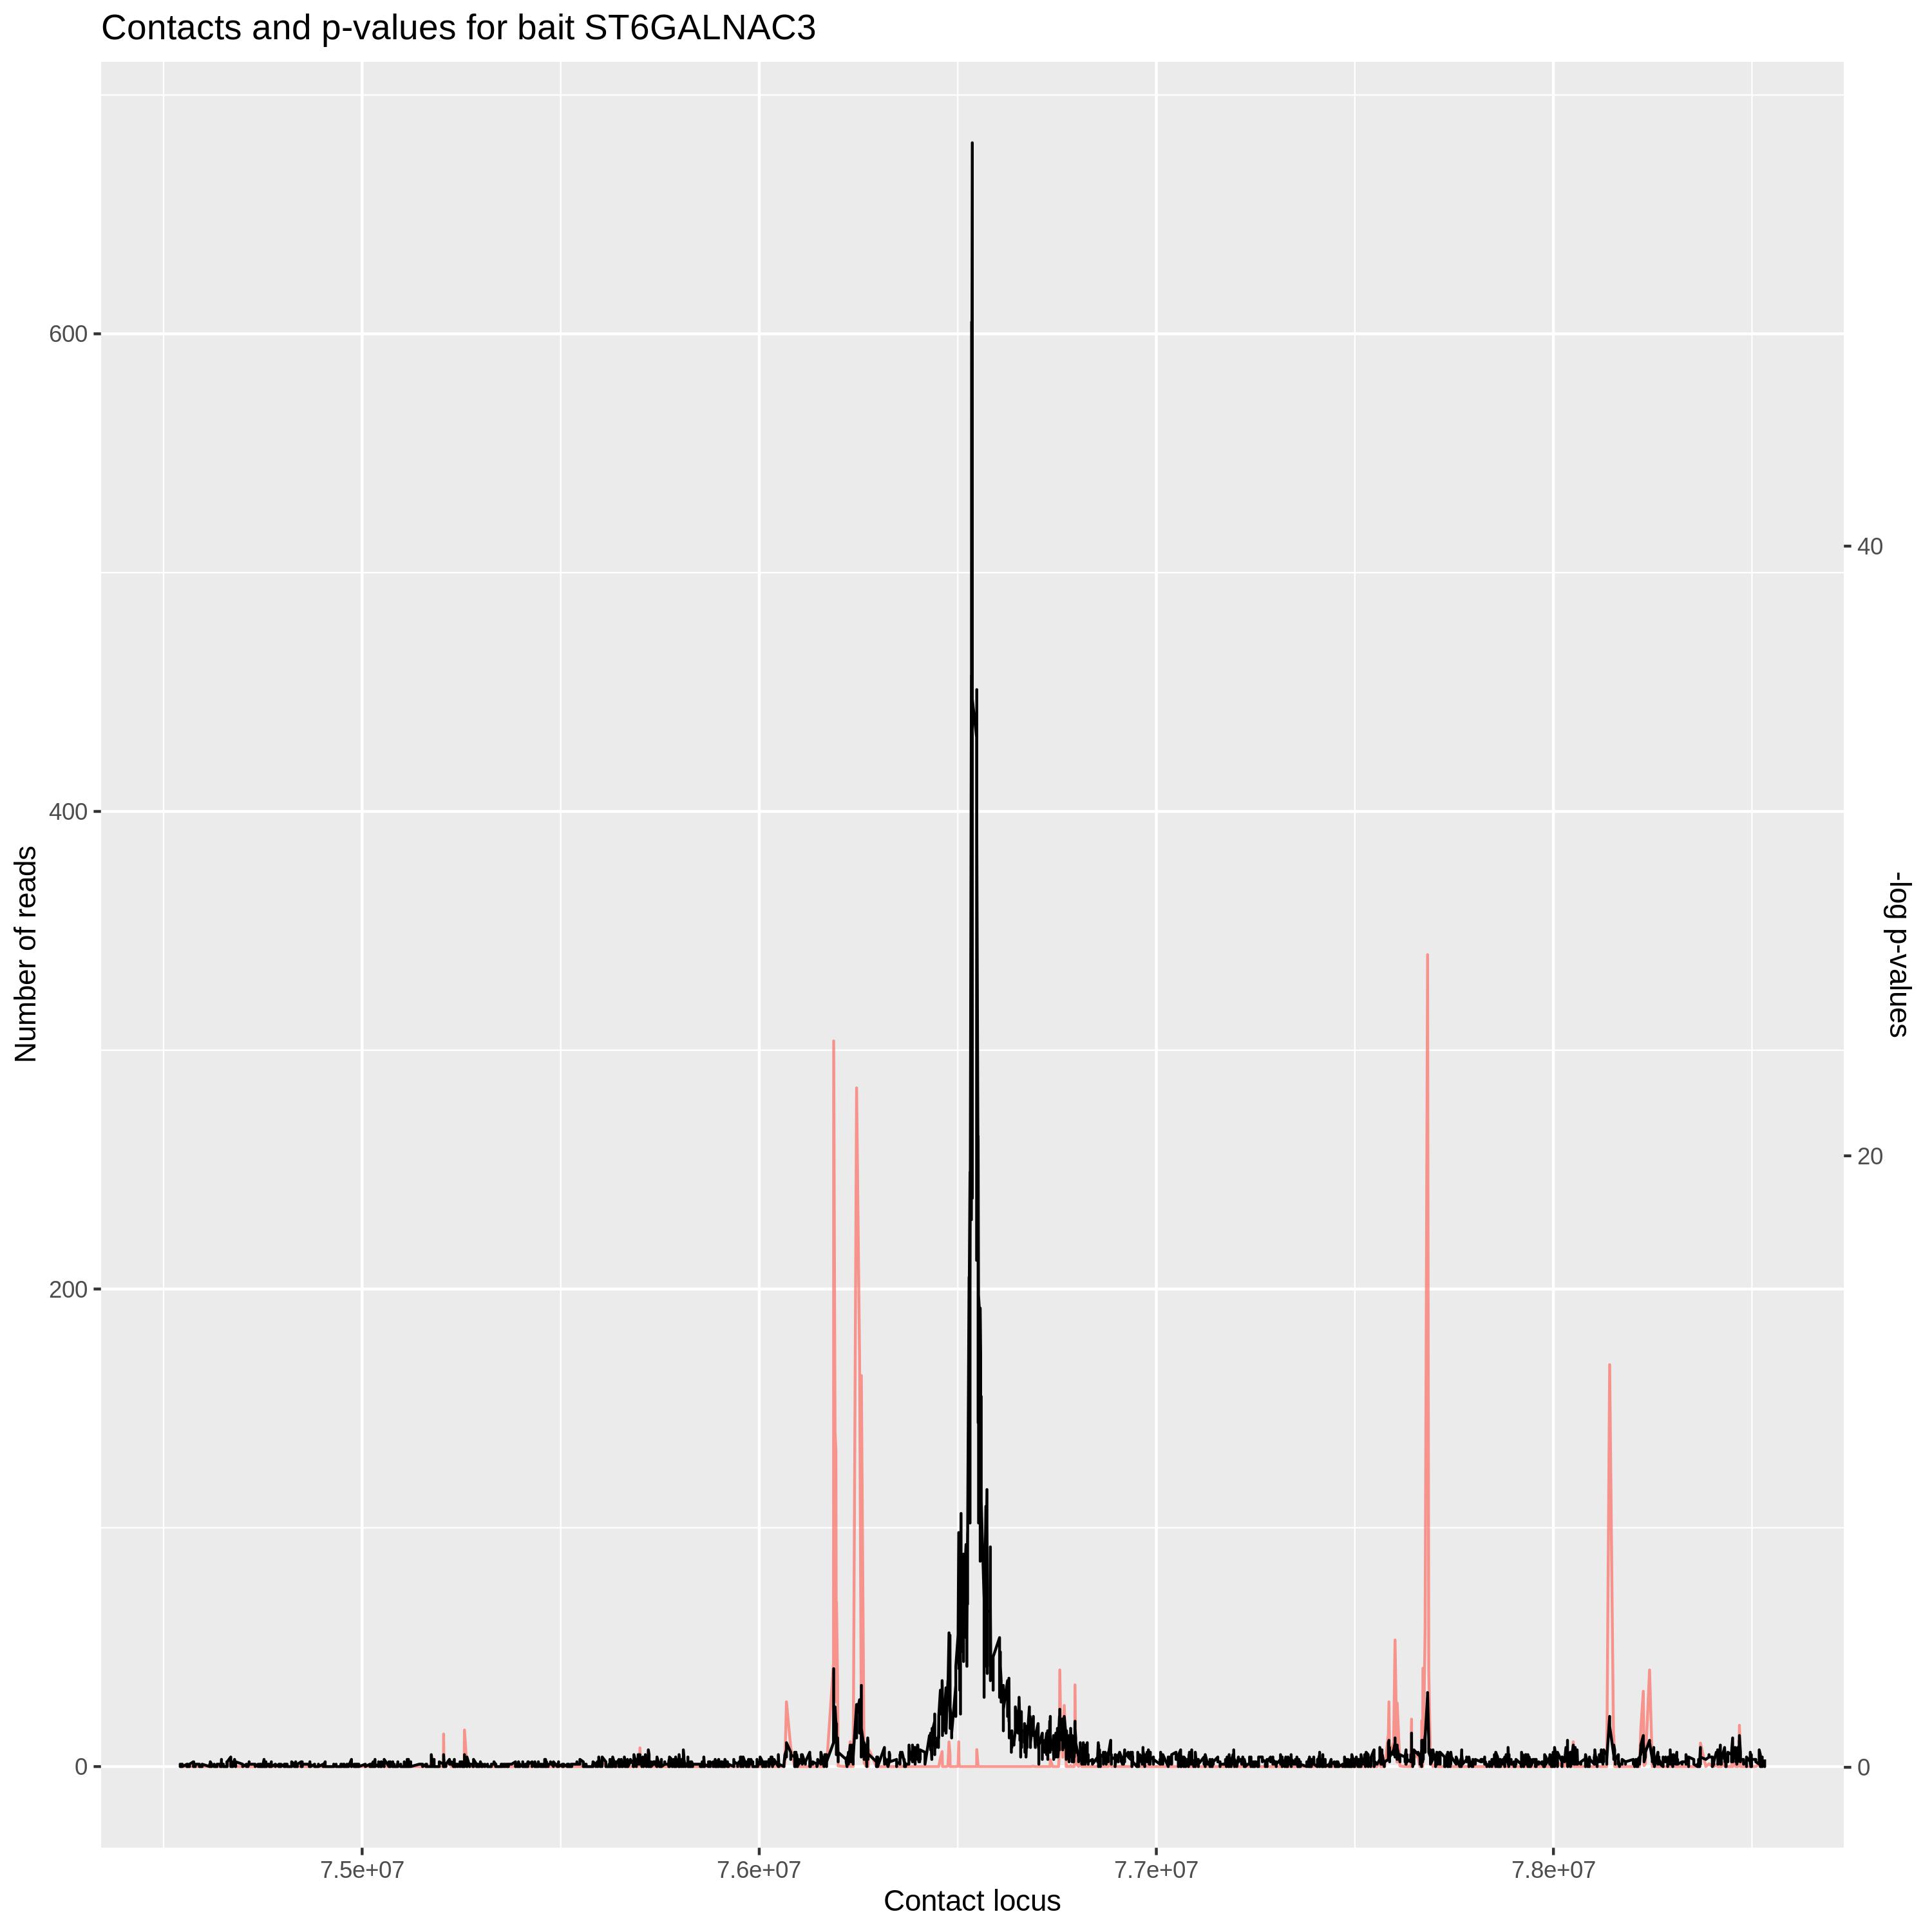 Contacts and p-values for bait ST6GALNAC3
600
400
200
0
Number of reads
40
20
0
-log p-values
7.5e+07
7.6e+07
7.7e+07
7.8e+07
Contact locus